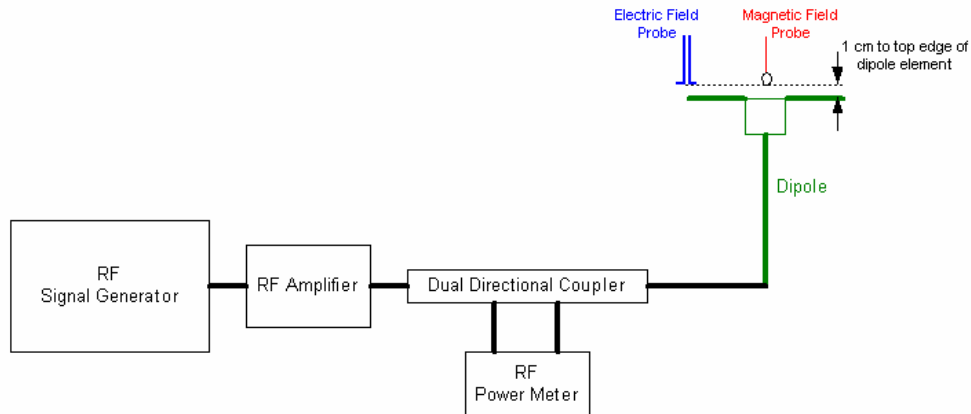 Electric Field
Probe
Magnetic Field
Probe
1 cm to top edge of
dipole element
Dipole
RF
Signal Generator
RF Amplifier
Dual Directional Coupler
RF
Power Meter